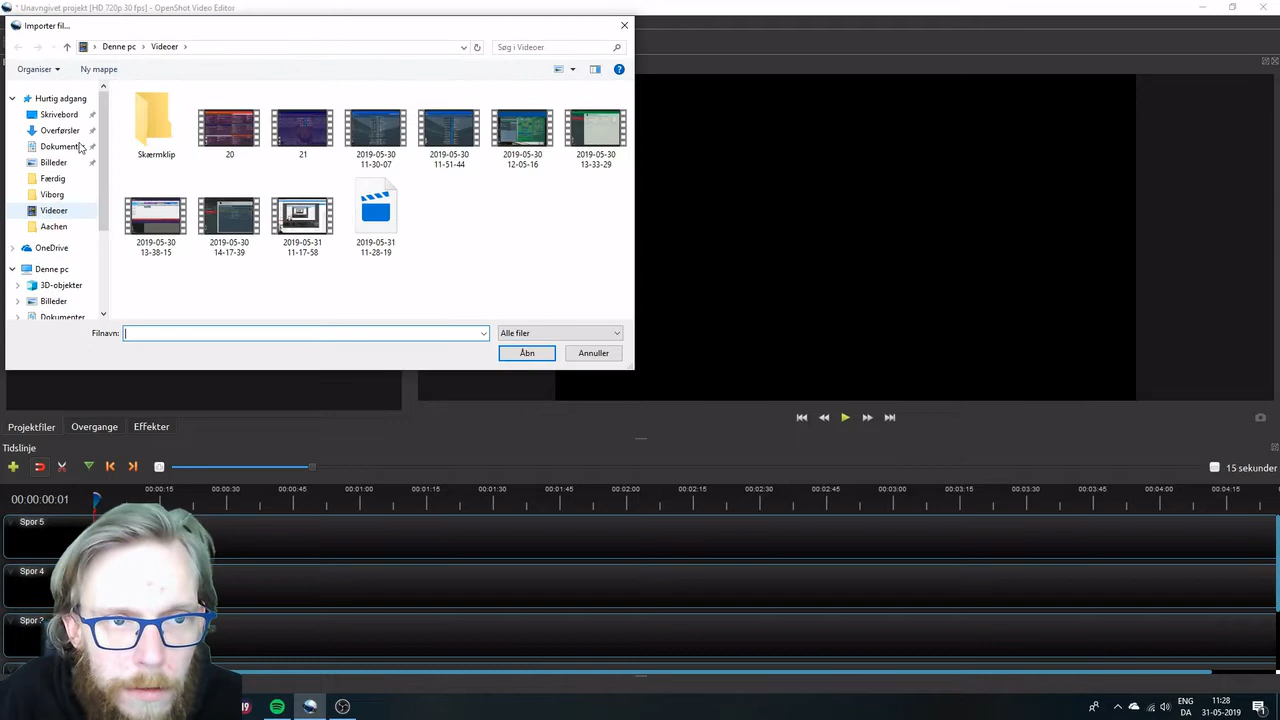 * Unavngivet projekt [HD 720p 30 fps] - OpenShot Video Editor
Importer fil...
Denne pc
Videoer
Søg i Videoer
Organiser
Ny mappe
Hurtig adgang
Skrivebord
Overførsler
Dokument
Billeder
Færdig
Viborg
Videoer
Aachen
OneDrive
Denne pc
3D-objekter
Billeder
Dokumenter
Skærmklip
20
21
2019-05-30
11-30-07
2019-05-30
11-51-44
2019-05-30
12-05-16
2019-05-30
13-33-29
2019-05-30
13-38-15
2019-05-30
14-17-39
2019-05-31
11-17-58
2019-05-31
11-28-19
Filnavn:
Alle filer
Åbn
Annuller
Projektfiler
Overgange
Effekter
Tidslinje
15 sekunder
00:00:00:01
00:00:15
00:00:30
00:00:45
00:01:00
00:01:15
00:01:30
00:01:45
00:02:00
00:02:15
00:02:30
00:02:45
00:03:00
00:03:15
00:03:30
00:03:45
00:04:00
00:04:15
Spor 5
Spor 4
ENG
DA
11:28
31-05-2019